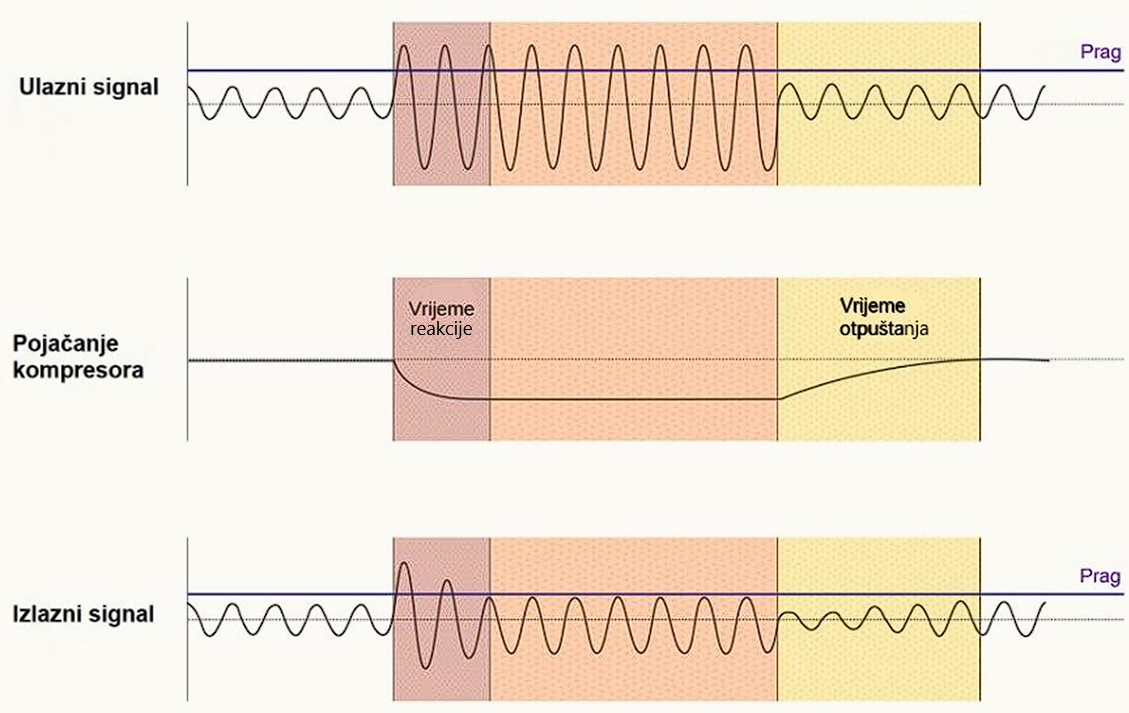 Prag
Ulazni signal
Vrijeme
reakcije
Vrijeme
otpuštanja
Pojačanje
kompresora
Prag
Izlazni signal